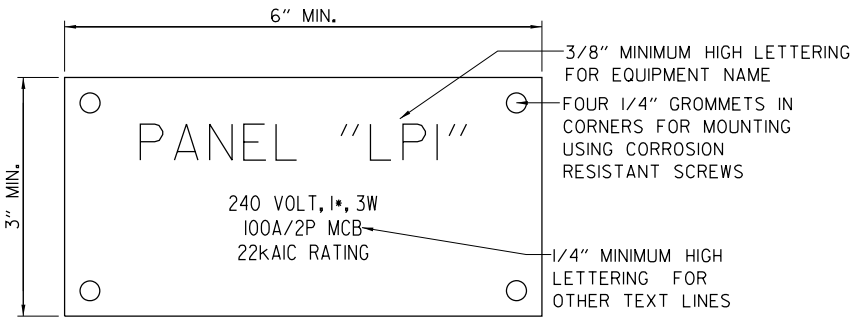 6" MIN.
3/8" MINIMUM HIGH LETTERING
FOR EQUIPMENT NAME
FOUR 1/4" GROMMETS IN
CORNERS FOR MOUNTING
USING CORROSION
RESISTANT SCREWS
PANEL "LP1"
3" MIN.
240 VOLT, 1*, 3W
100A/2P MCB
22kAIC RATING
1/4" MINIMUM HIGH
LETTERING FOR
OTHER TEXT LINES